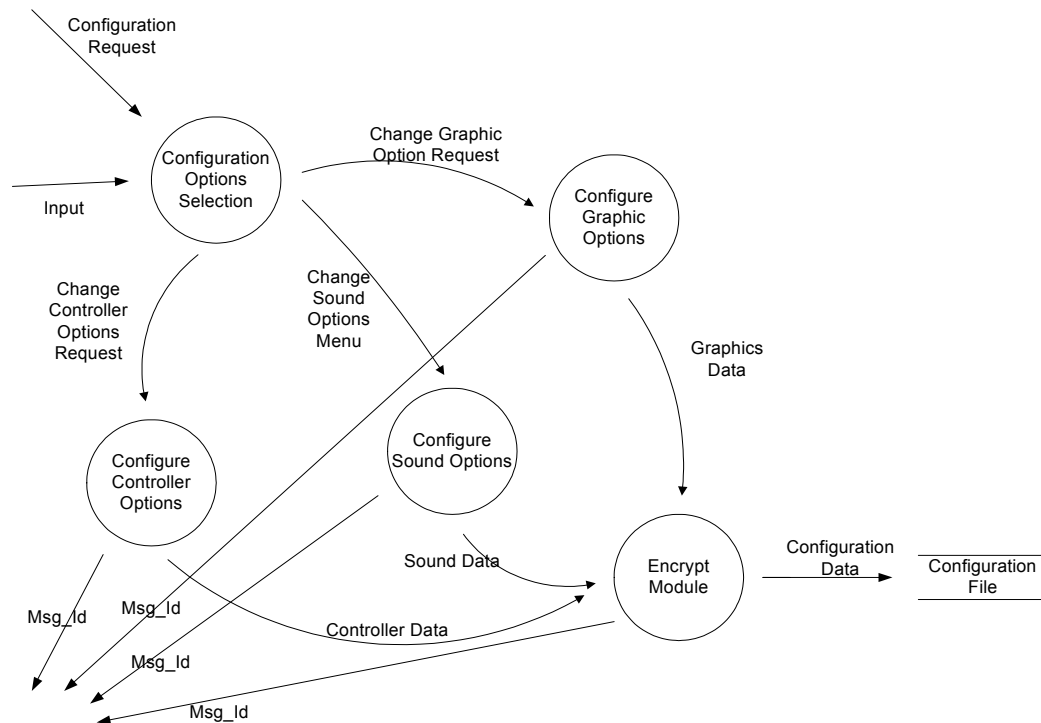 Configuration
Request
Configuration
Options
Selection
Input
Change Graphic
Option Request
Configure
Graphic
Options
Change
Controller
Options
Request
Change
Sound
Options
Menu
Graphics
Data
Configure
Controller
Options
Configure
Sound Options
Sound Data
Encrypt
Module
Configuration
Data
Configuration
File
Msg_Id
Msg_Id
Controller Data
Msg_Id
Msg_Id